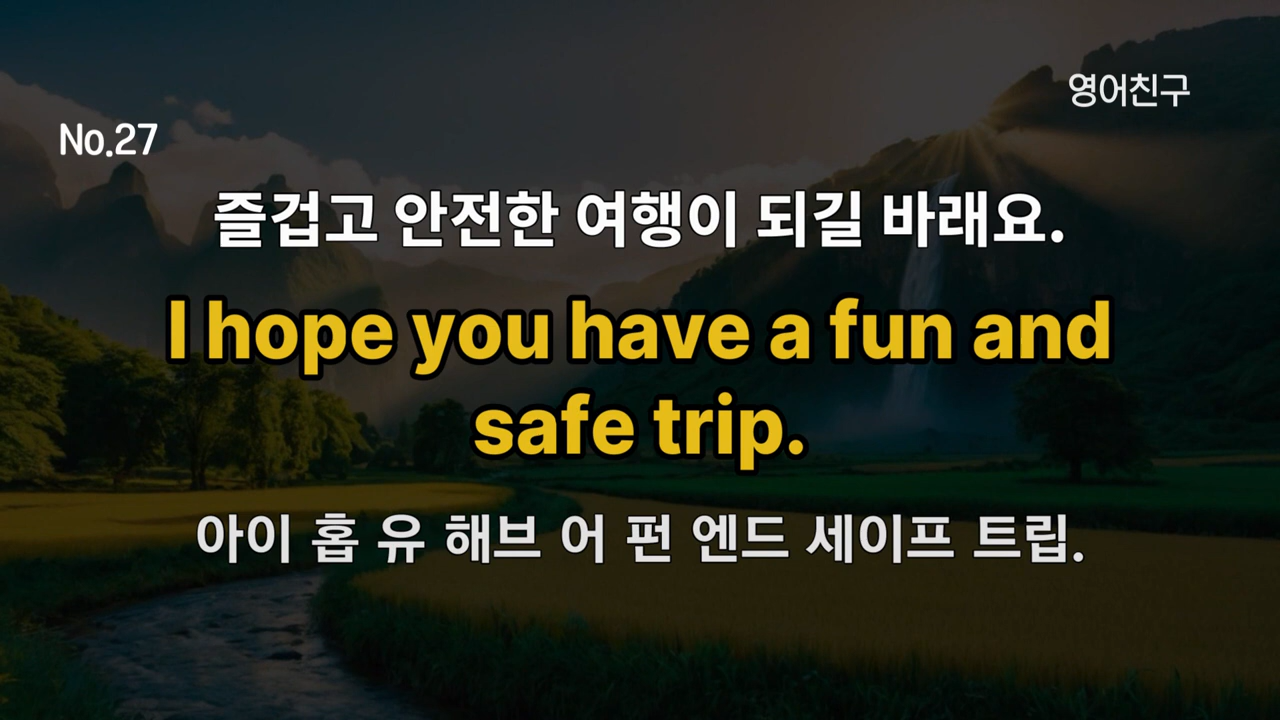 영어친구
No.27
즐겁고 안전한 여행이 되길 바래요.
I hope you have a fun and
safe trip.
아이 홉 유 해브 어 펀 엔드 세이프 트립.